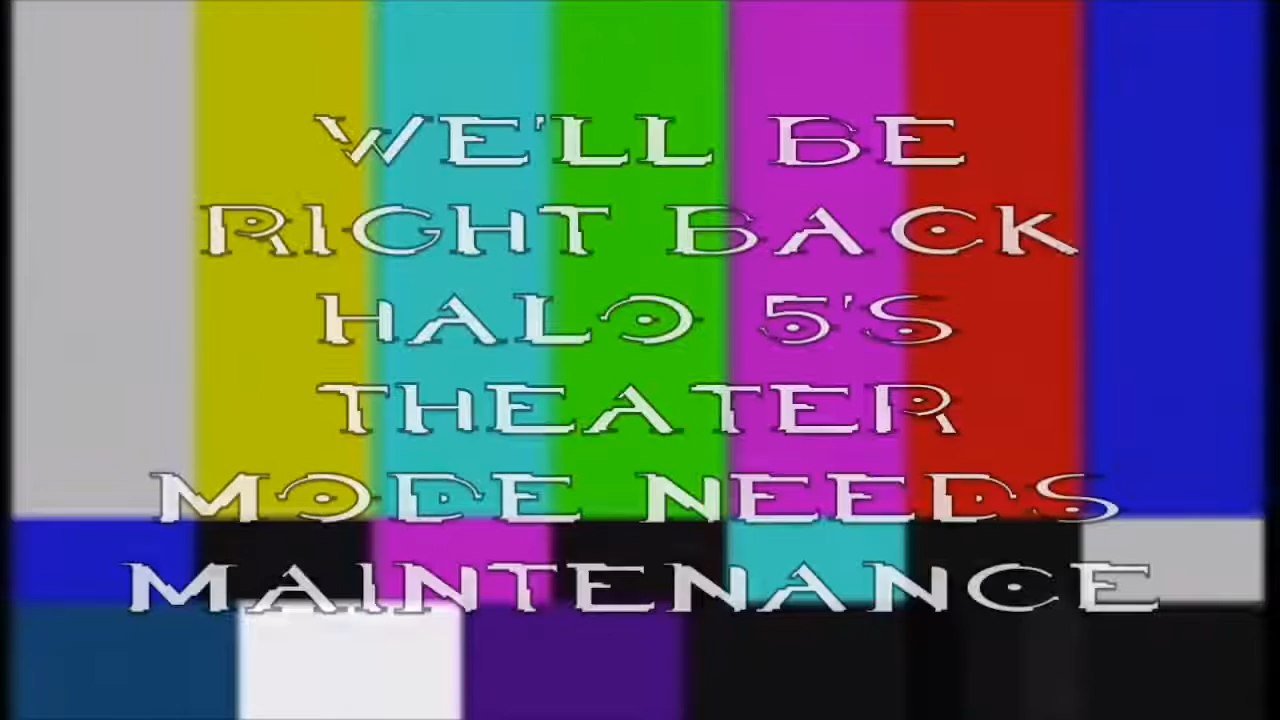 WE'LL BE
RIGHT BACK
HALO 5'S
THEATER
MODE NEEDS
MAINTENANCE